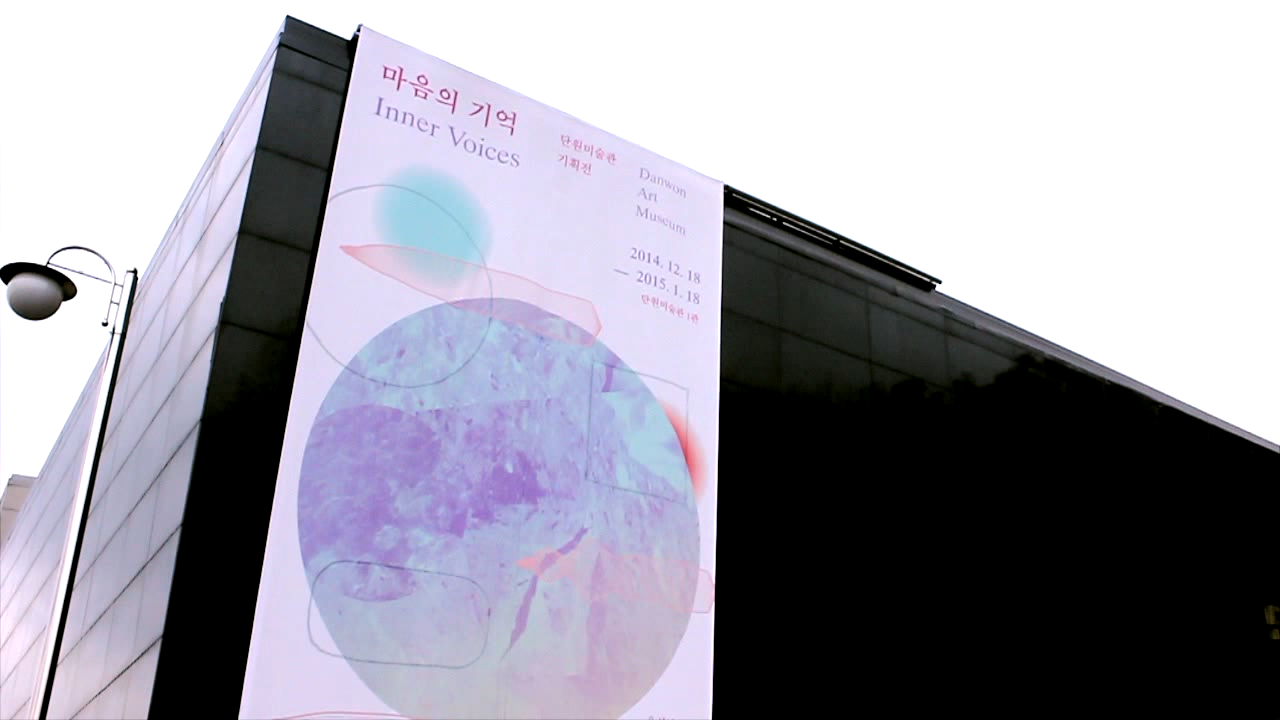 마음의 기억
Inner Voices
단원미술관
기획전
Danwon
Art
Museum
2014. 12. 18
— 2015. 1. 18
단원미술관 1관